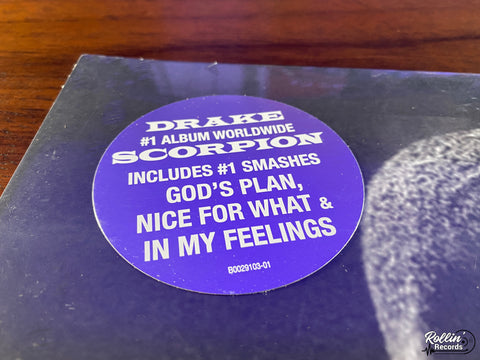 DRAKE
#1 ALBUM WORLDWIDE
SCORPION
INCLUDES #1 SMASHES
GOD'S PLAN,
NICE FOR WHAT &
IN MY FEELINGS
B0029103-01
Rollin'
Records